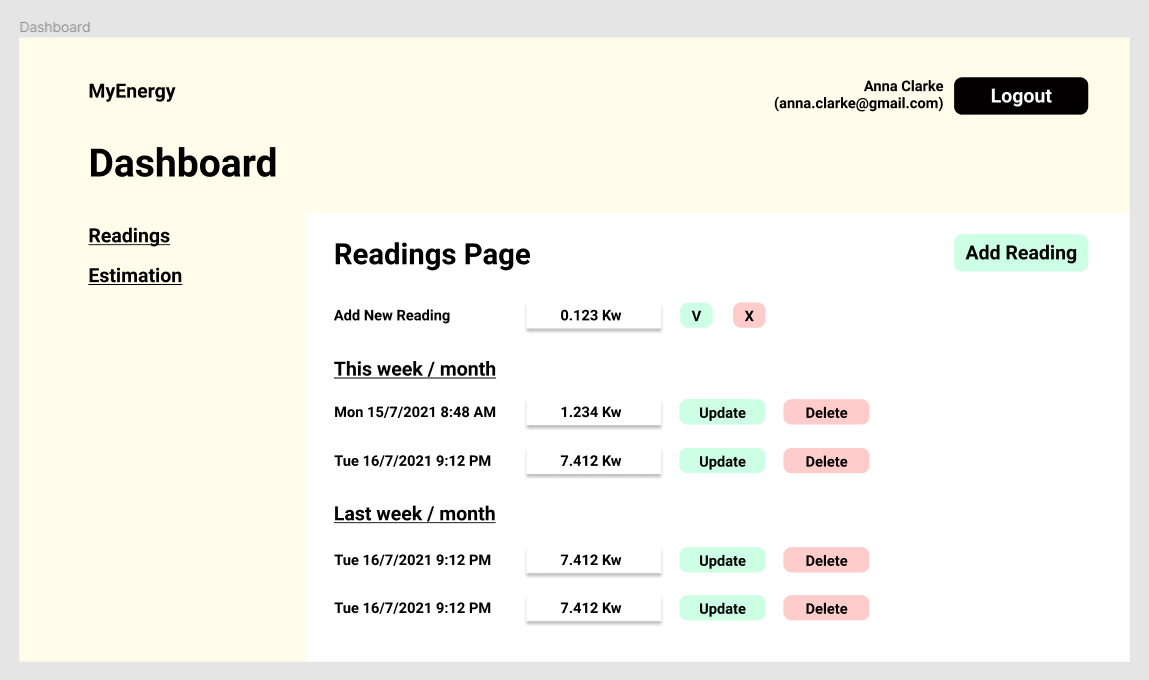 Dashboard
MyEnergy
Anna Clarke
(anna.clarke@gmail.com)
Logout
Dashboard
Readings
Estimation
Readings Page
Add Reading
Add New Reading 0.123 Kw V X
This week / month
Mon 15/7/2021 8:48 AM 1.234 Kw Update Delete
Tue 16/7/2021 9:12 PM 7.412 Kw Update Delete
Last week / month
Tue 16/7/2021 9:12 PM 7.412 Kw Update Delete
Tue 16/7/2021 9:12 PM 7.412 Kw Update Delete